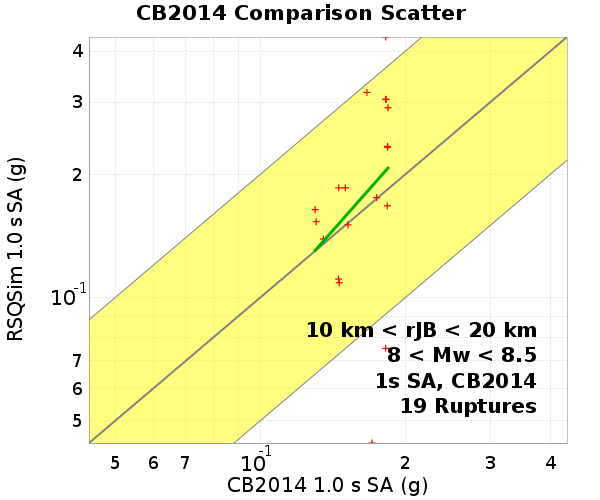 CB2014 Comparison Scatter
RSQSim 1.0 s SA (g)
4
3
2
10-1
7
6
5
10 km < rJB < 20 km
8 < Mw < 8.5
1s SA, CB2014
19 Ruptures
5 6 7 10-1 2 3 4
CB2014 1.0 s SA (g)